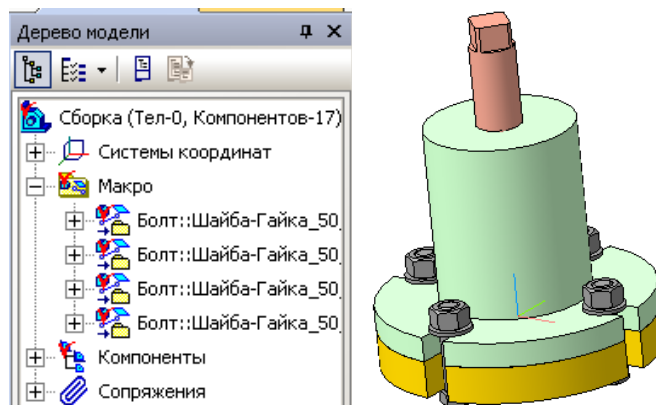 Дерево модели
Сборка (Тел-0, Компонентов-17)
Системы координат
Макро
Болт::Шайба-Гайка_50
Болт::Шайба-Гайка_50
Болт::Шайба-Гайка_50
Болт::Шайба-Гайка_50
Компоненты
Сопряжения